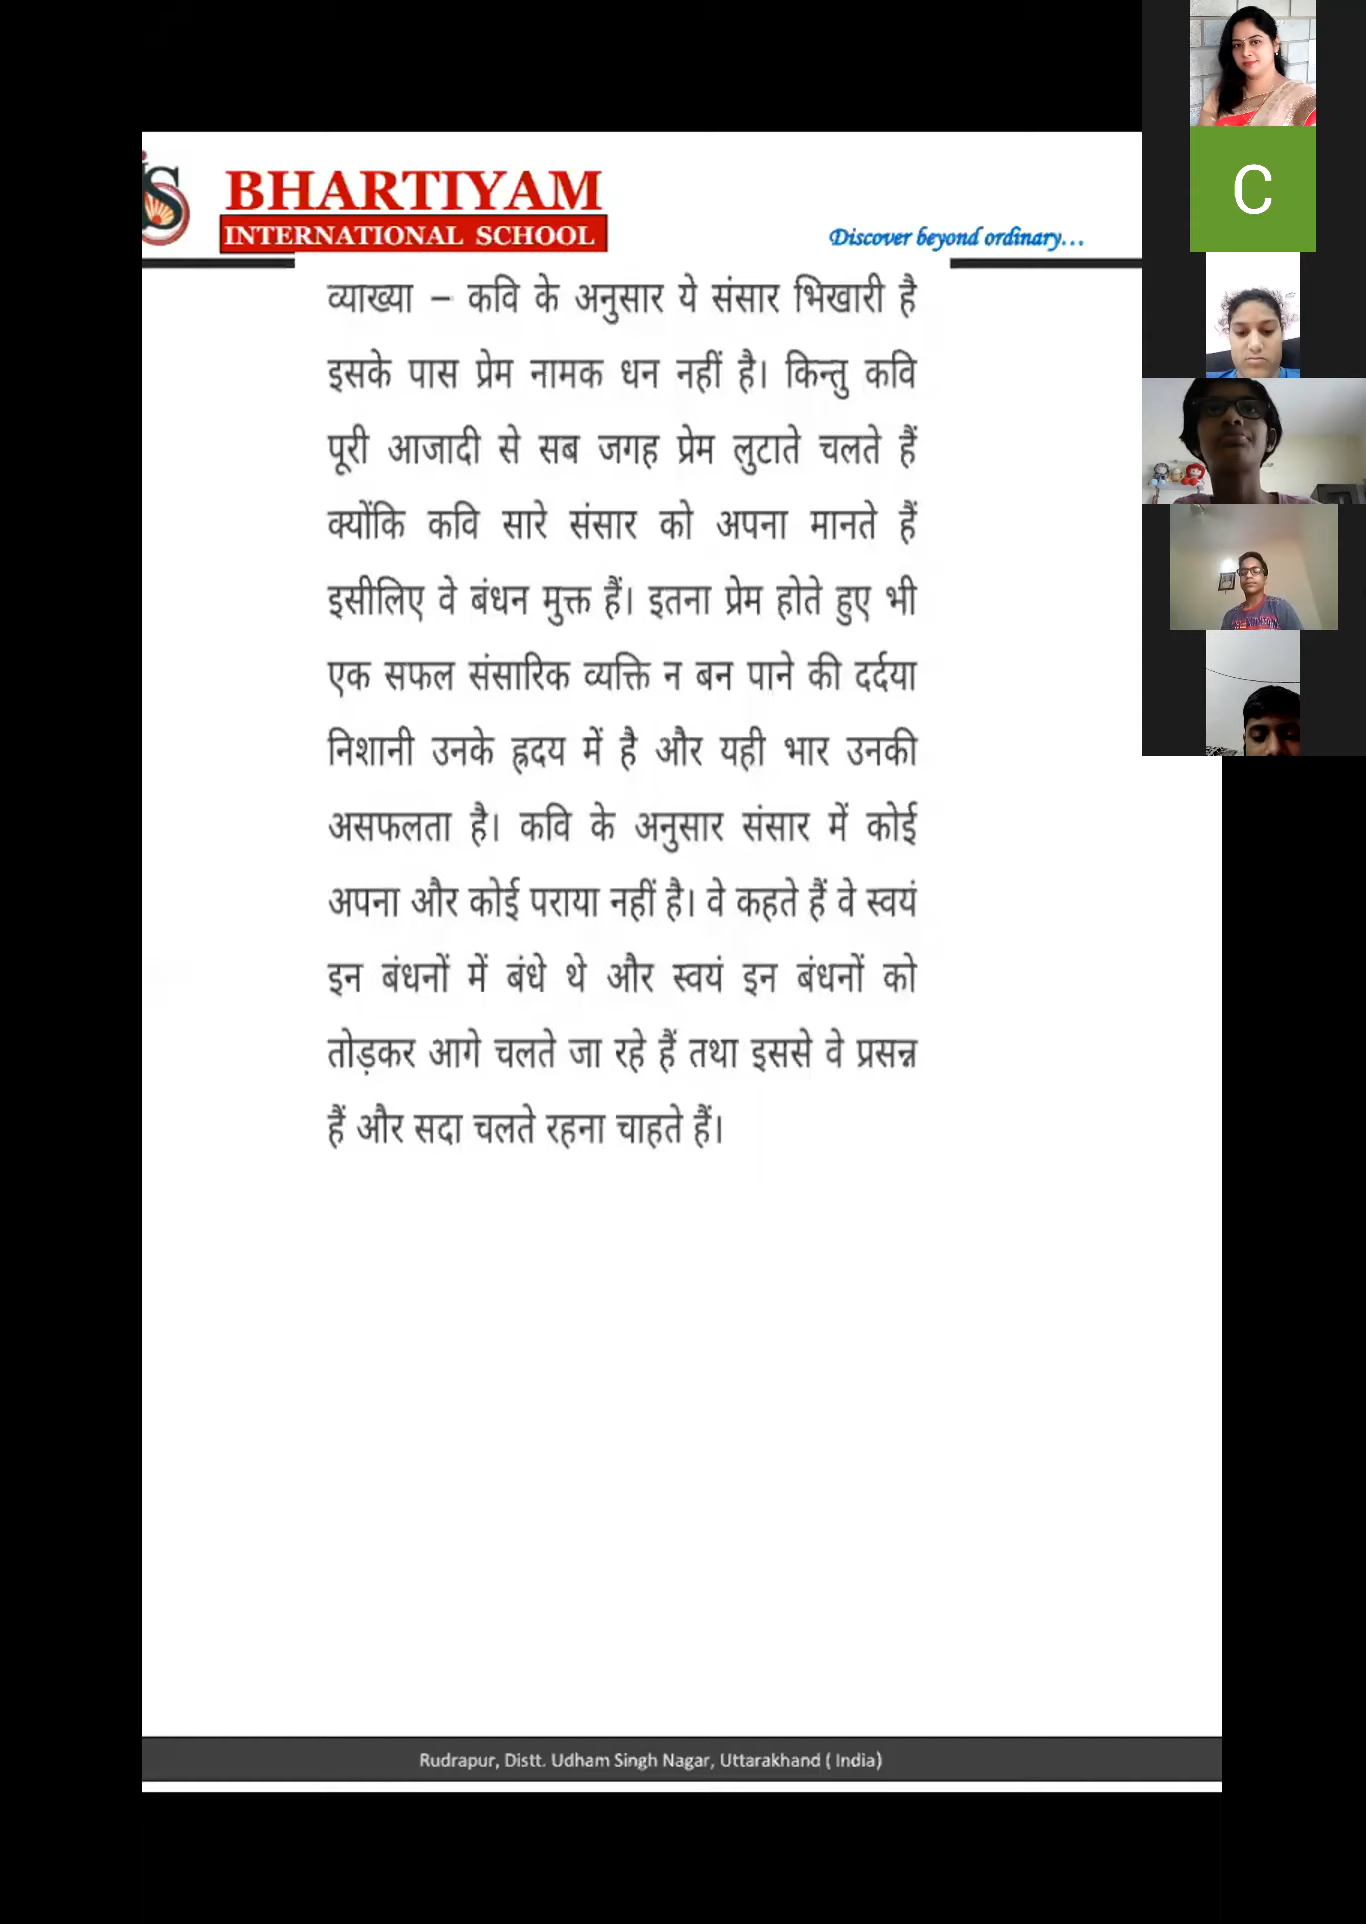 BHARTIYAM
INTERNATIONAL SCHOOL
Discover beyond ordinary...
C
व्याख्या – कवि के अनुसार ये संसार भिखारी है
इसके पास प्रेम नामक धन नहीं है। किन्तु कवि
पूरी आजादी से सब जगह प्रेम लुटाते चलते हैं
क्योंकि कवि सारे संसार को अपना मानते हैं
इसीलिए वे बंधन मुक्त हैं। इतना प्रेम होते हुए भी
एक सफल संसारिक व्यक्ति न बन पाने की दर्दया
निशानी उनके ह्रदय में है और यही भार उनकी
असफलता है। कवि के अनुसार संसार में कोई
अपना और कोई पराया नहीं है। वे कहते हैं वे स्वयं
इन बंधनों में बंधे थे और स्वयं इन बंधनों को
तोड़कर आगे चलते जा रहे हैं तथा इससे वे प्रसन्न
हैं और सदा चलते रहना चाहते हैं।
Rudrapur, Distt. Udham Singh Nagar, Uttarakhand ( India)